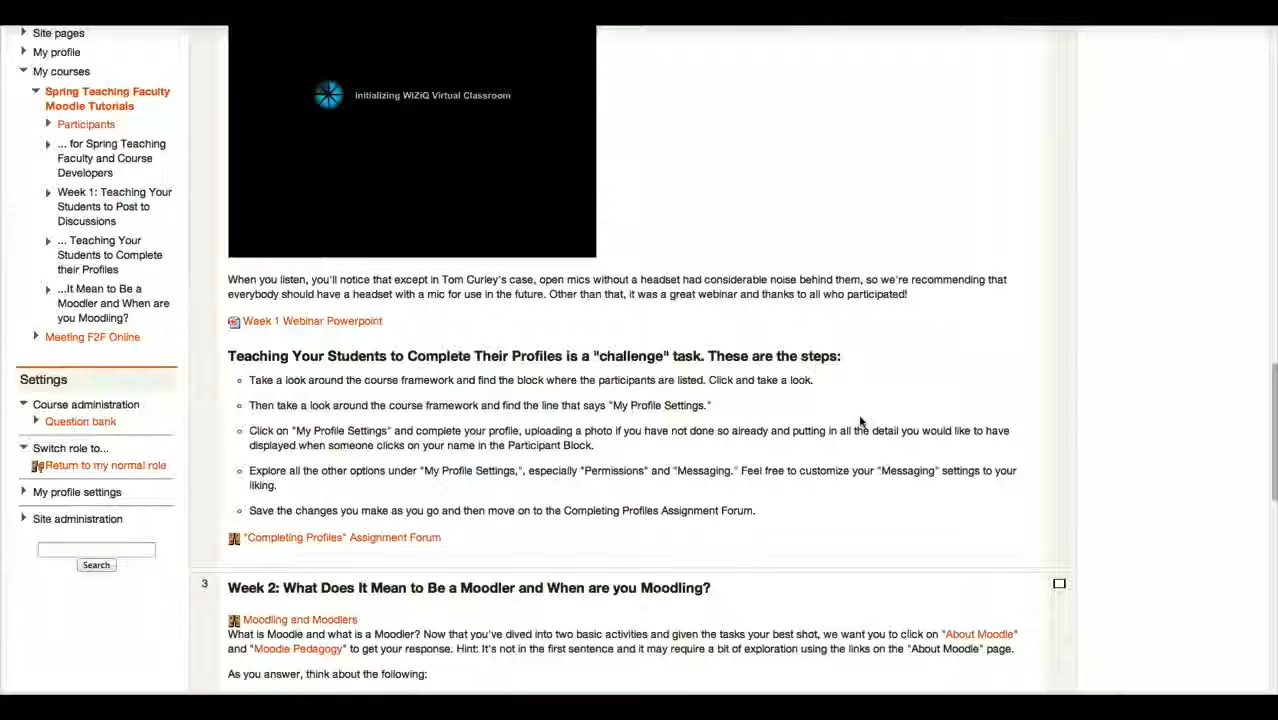 Site pages
My profile
My courses
Spring Teaching Faculty
Moodle Tutorials
Participants
... for Spring Teaching
Faculty and Course
Developers
Week 1: Teaching Your
Students to Post to
Discussions
... Teaching Your
Students to Complete
their Profiles
...It Mean to Be a
Moodler and When are
you Moodling?
Meeting F2F Online
Settings
Course administration
Question bank
Switch role to...
Return to my normal role
My profile settings
Site administration
Search
Initializing WiZiQ Virtual Classroom
When you listen, you'll notice that except in Tom Curley's case, open mics without a headset had considerable noise behind them, so we're recommending that
everybody should have a headset with a mic for use in the future. Other than that, it was a great webinar and thanks to all who participated!
Week 1 Webinar Powerpoint
Teaching Your Students to Complete Their Profiles is a "challenge" task. These are the steps:
Take a look around the course framework and find the block where the participants are listed. Click and take a look.
Then take a look around the course framework and find the line that says "My Profile Settings."
Click on "My Profile Settings" and complete your profile, uploading a photo if you have not done so already and putting in all the detail you would like to have
displayed when someone clicks on your name in the Participant Block.
Explore all the other options under "My Profile Settings,", especially "Permissions" and "Messaging." Feel free to customize your "Messaging" settings to your
liking.
Save the changes you make as you go and then move on to the Completing Profiles Assignment Forum.
"Completing Profiles" Assignment Forum
3
Week 2: What Does It Mean to Be a Moodler and When are you Moodling?
Moodling and Moodlers
What is Moodle and what is a Moodler? Now that you've dived into two basic activities and given the tasks your best shot, we want you to click on "About Moodle"
and "Moodle Pedagogy" to get your response. Hint: It's not in the first sentence and it may require a bit of exploration using the links on the "About Moodle" page.
As you answer, think about the following: